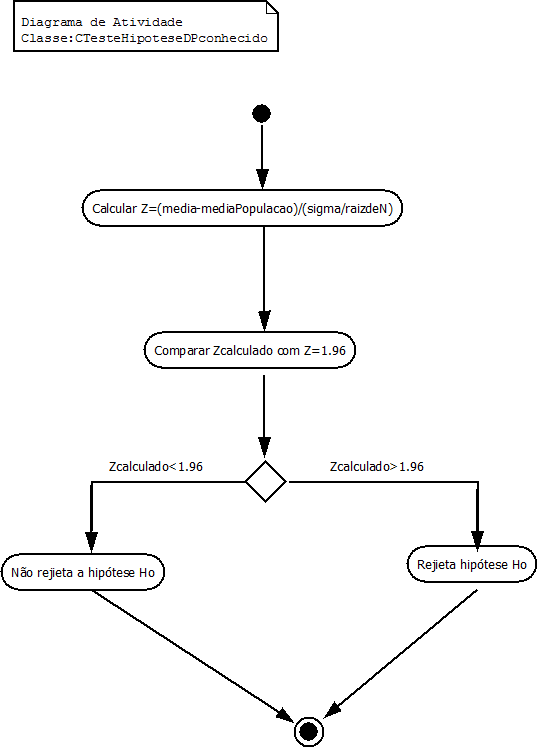 Diagrama de Atividade
Classe:CTesteHipoteseDPconhecido
Calcular Z=(media-mediaPopulacao)/(sigma/raizdeN)
Comparar Zcalculado com Z=1.96
Zcalculado<1.96
Zcalculado>1.96
Não rejieta a hipótese Ho
Rejieta hipótese Ho